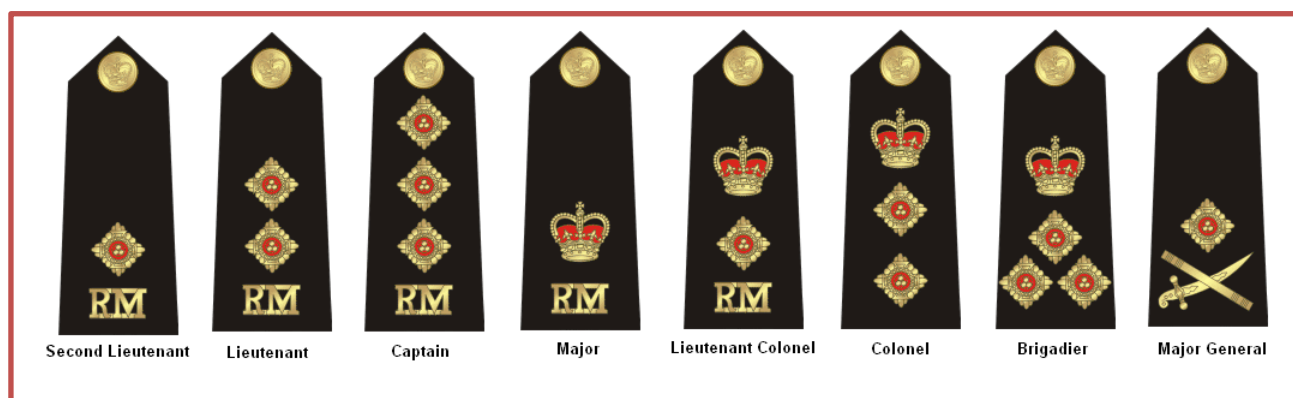 RM
RM
RM
RM
RM
Second Lieutenant
Lieutenant
Captain
Major
Lieutenant Colonel
Colonel
Brigadier
Major General